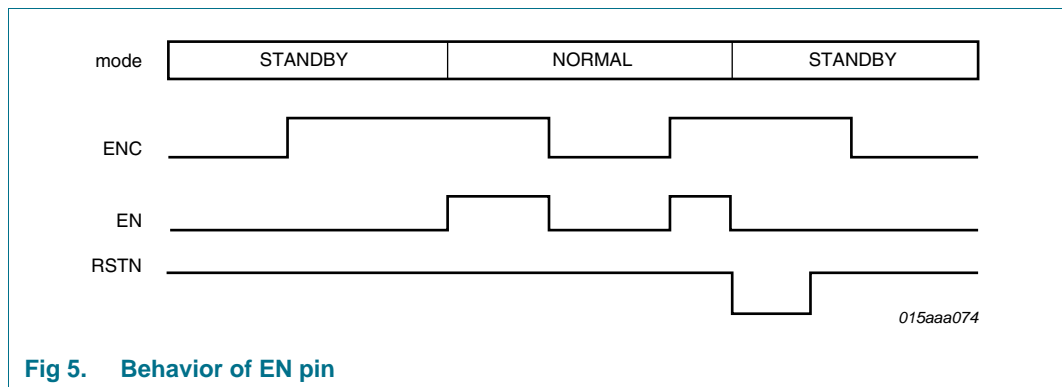 mode STANDBY NORMAL STANDBY
ENC
EN
RSTN
015aaa074
Fig 5. Behavior of EN pin